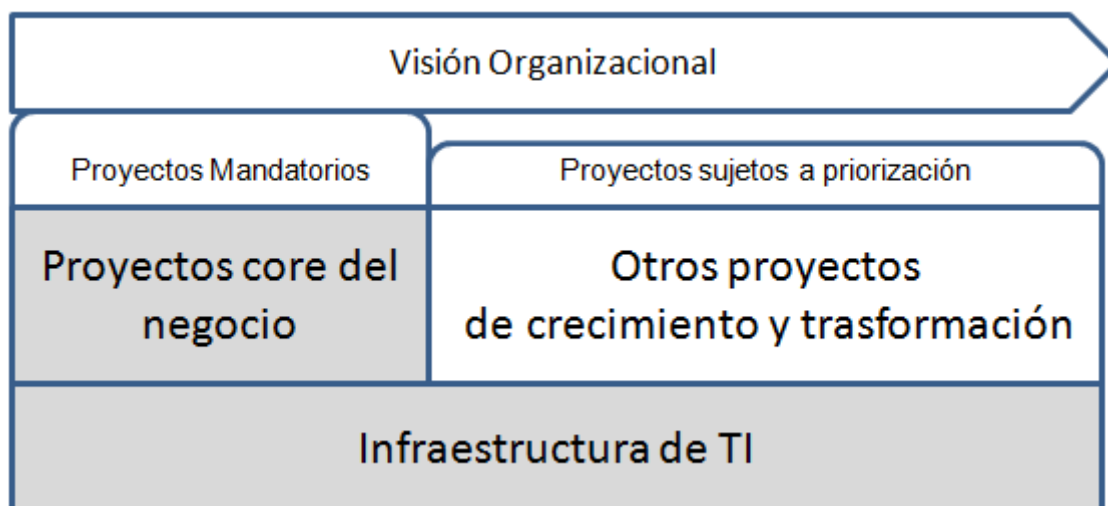 Visión Organizacional
Proyectos Mandatorios
Proyectos sujetos a priorización
Proyectos core del
negocio
Otros proyectos
de crecimiento y trasformación
Infraestructura de TI